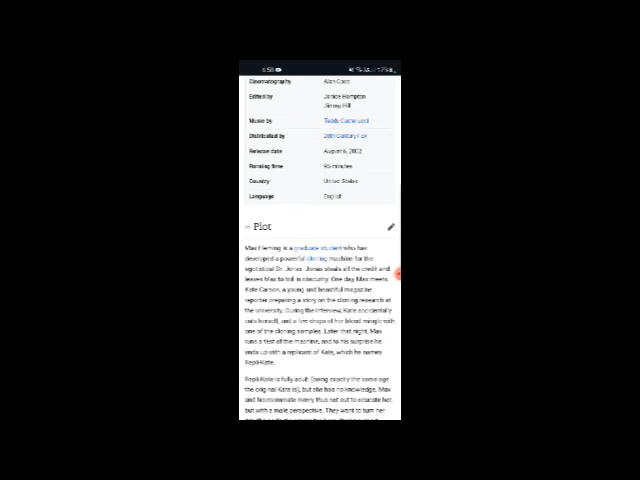 Cinematography Alan Caso
Edited by Janice Hampton
Jimmy Hill
Music by Teddy Castellucci
Distributed by 20th Century Fox
Release date August 6, 2002
Running time 95 minutes
Country United States
Language English
Plot
Max Fleming is a graduate student who has
developed a powerful cloning machine for the
egotistical Dr. Jonas. Jonas steals all the credit and
leaves Max to toil in obscurity. One day, Max meets
Kate Carson, a young and beautiful magazine
reporter preparing a story on the cloning research at
the university. During the interview, Kate accidentally
cuts herself, and a few drops of her blood mingle with
one of the cloning samples. Later that night, Max
runs a test of the machine, and to his surprise he
ends up with a replicant of Kate, which he names
Repli-Kate.
Repli-Kate is fully adult (being exactly the same age
the original Kate is), but she has no knowledge. Max
and his roommate Henry thus set out to educate her,
but with a male perspective. They want to turn her